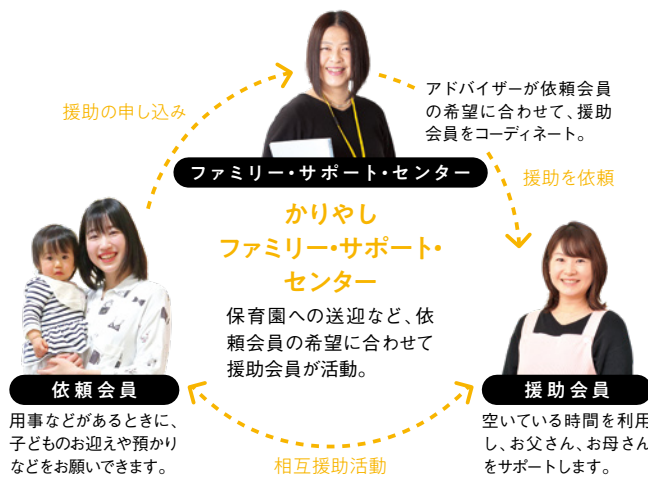 援助の申し込み
アドバイザーが依頼会員
の希望に合わせて、援助
会員をコーディネート。
ファミリー・サポート・センター
援助を依頼
かりやし
ファミリー・サポート・
センター
保育園への送迎など、依
頼会員の希望に合わせて
援助会員が活動。
依頼会員
用事などがあるときに、
子どものお迎えや預かり
などをお願いできます。
援助会員
空いている時間を利用
し、お父さん、お母さん
をサポートします。
相互援助活動